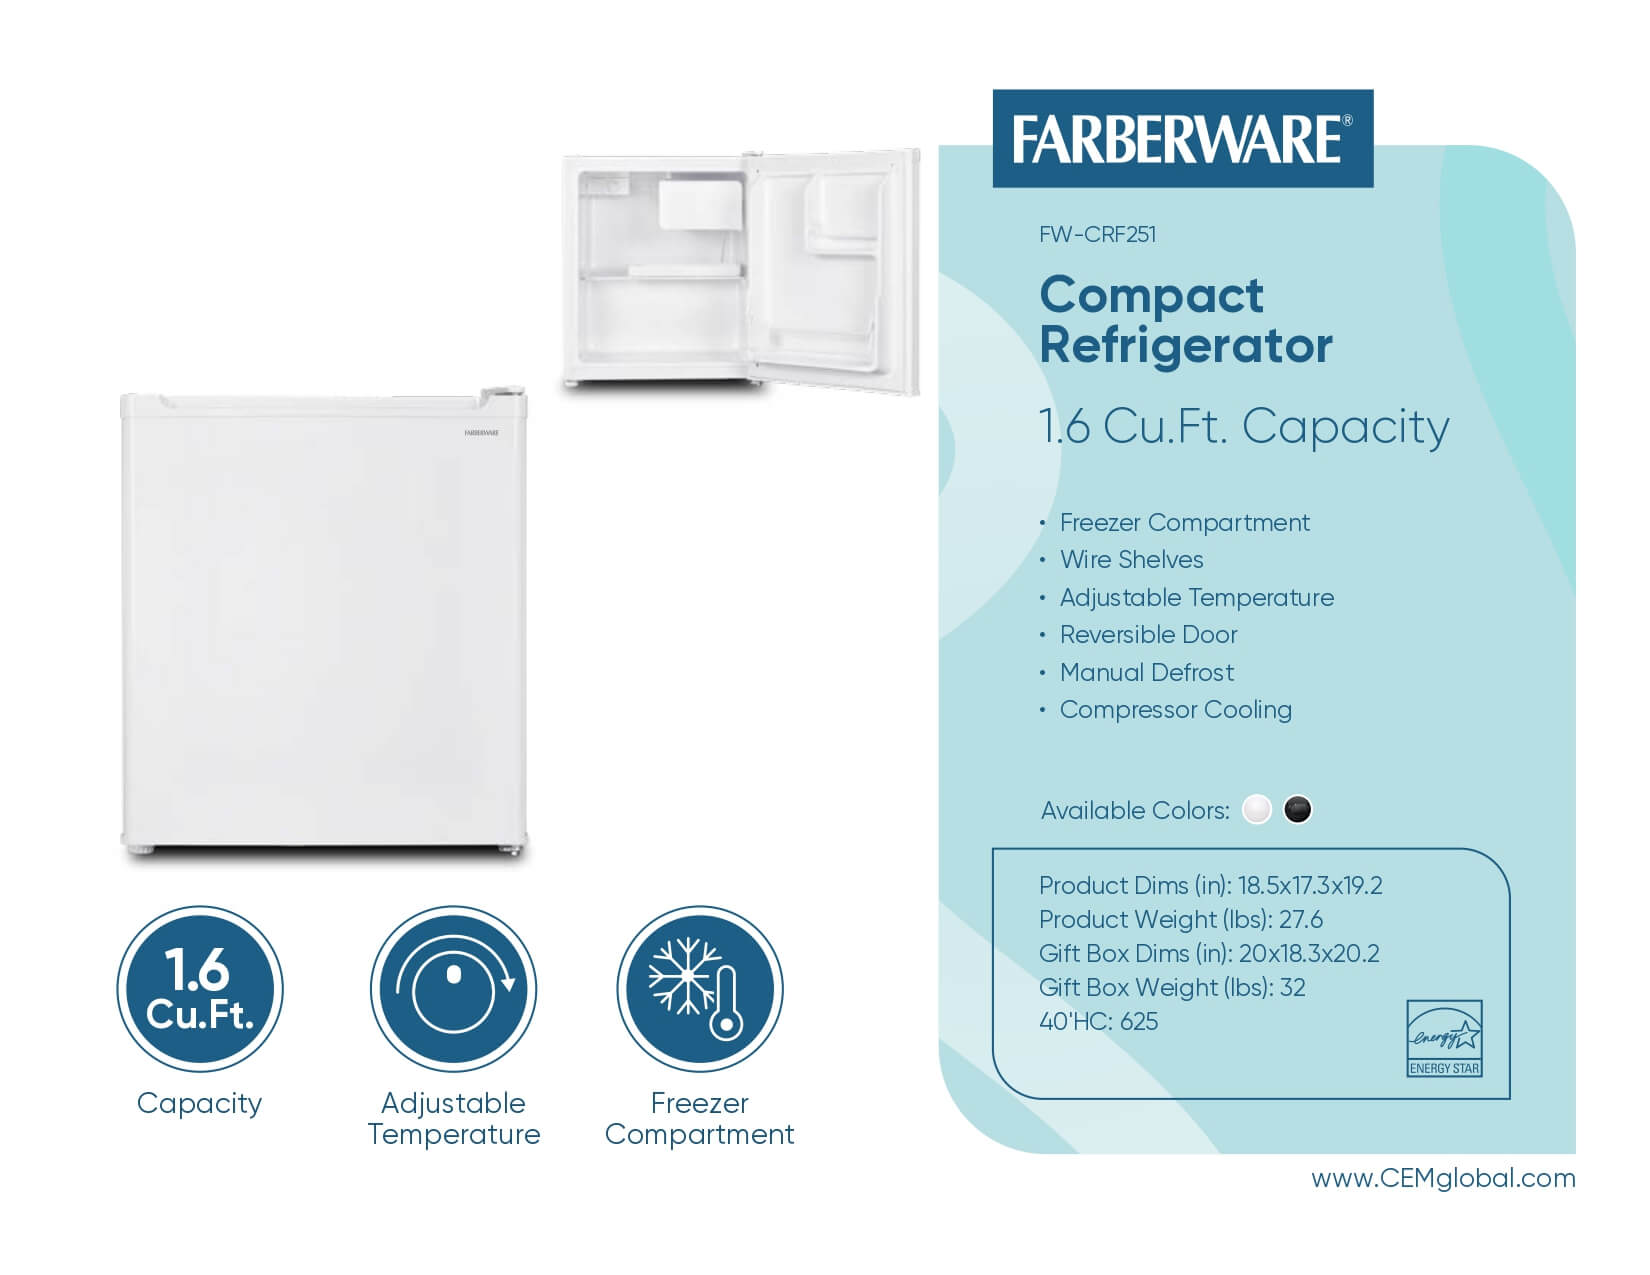 FARBERWARE®
FW-CRF251
Compact
Refrigerator
1.6 Cu.Ft. Capacity
• Freezer Compartment
• Wire Shelves
• Adjustable Temperature
• Reversible Door
• Manual Defrost
• Compressor Cooling
Available Colors:
Product Dims (in): 18.5x17.3x19.2
Product Weight (lbs): 27.6
Gift Box Dims (in): 20x18.3x20.2
Gift Box Weight (lbs): 32
40'HC: 625
energy
ENERGY STAR
FARBERWARE
1.6
Cu.Ft.
Capacity
Adjustable
Temperature
Freezer
Compartment
www.CEMglobal.com